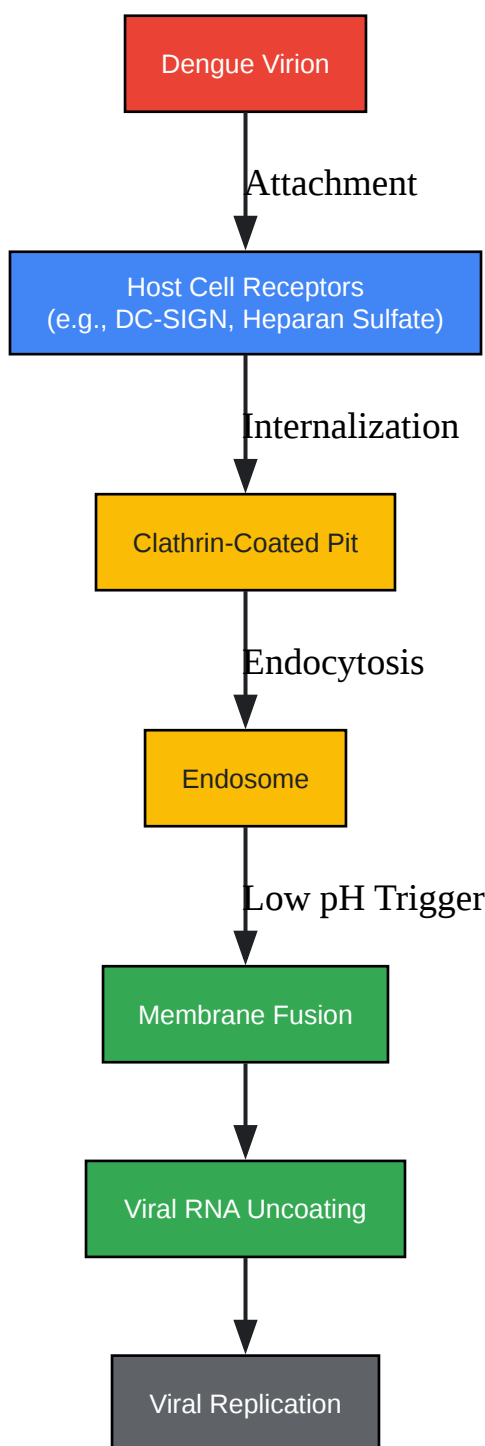 Dengue Virion
Attachment
Host Cell Receptors
(e.g., DC-SIGN, Heparan Sulfate)
Internalization
Clathrin-Coated Pit
Endocytosis
Endosome
Low pH Trigger
Membrane Fusion
Viral RNA Uncoating
Viral Replication